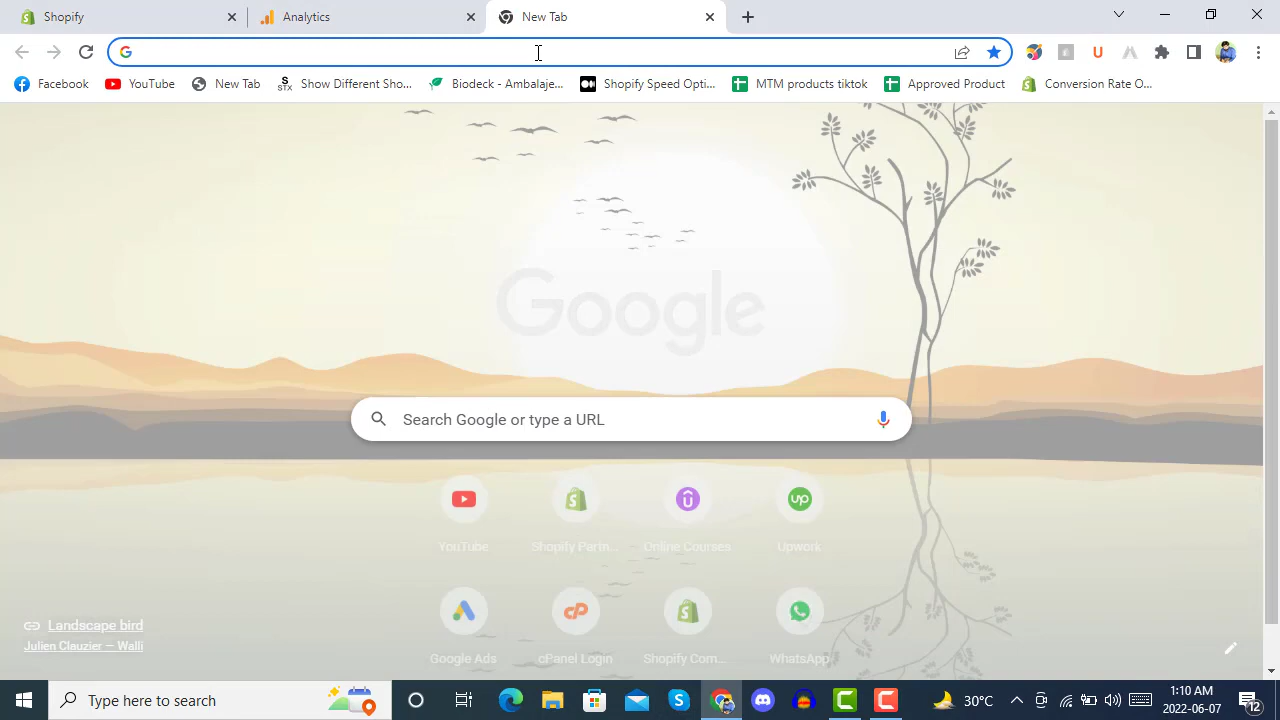 Shopify
Analytics
New Tab
Facebook
YouTube
New Tab
STX
Show Different Sho...
Biodeck - Ambalaje...
Shopify Speed Opti...
MTM products tiktok
Approved Product
Conversion Rate O...
Google
Search Google or type a URL
YouTube
Shopify Partn...
Online Courses
Upwork
Google Ads
cPanel Login
Shopify Com...
WhatsApp
Landscape bird
Julien Clauzier — Walli
Type here to search
30°C
1:10 AM
2022-06-07
12